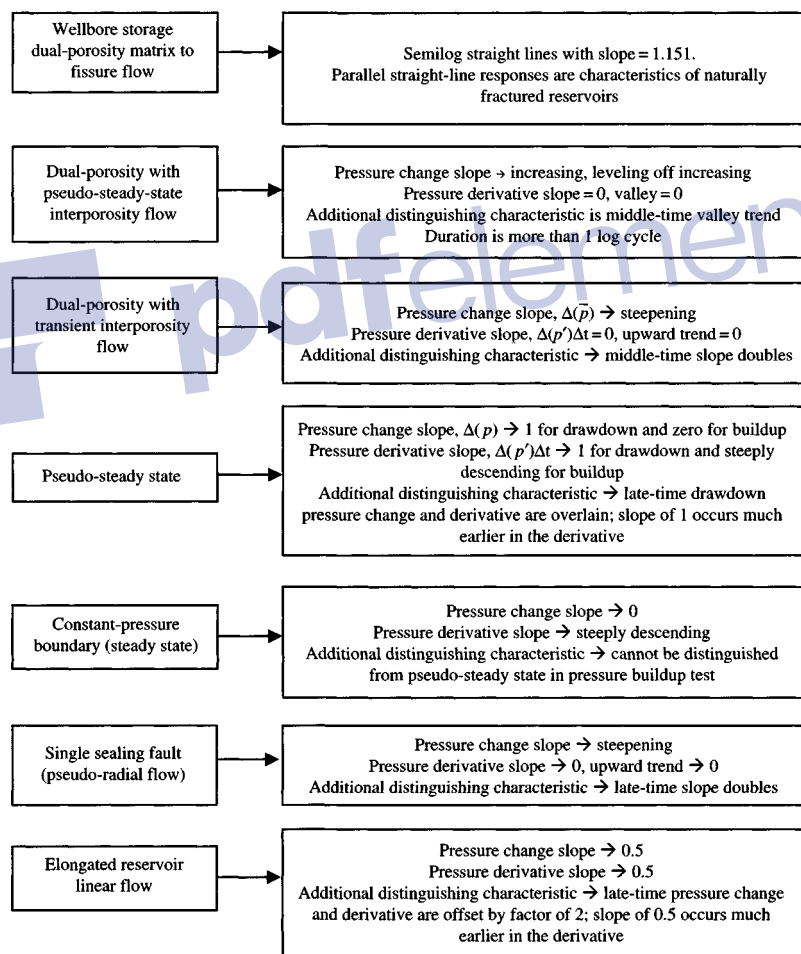 Wellbore storage
dual-porosity matrix to
fissure flow
Semilog straight lines with slope = 1.151.
Parallel straight-line responses are characteristics of naturally
fractured reservoirs
Dual-porosity with
pseudo-steady-state
interporosity flow
Pressure change slope → increasing, leveling off increasing
Pressure derivative slope = 0, valley = 0
Additional distinguishing characteristic is middle-time valley trend
Duration is more than 1 log cycle
Dual-porosity with
transient interporosity
flow
Pressure change slope, Δ(p̄) → steepening
Pressure derivative slope, Δ(p′)Δt = 0, upward trend = 0
Additional distinguishing characteristic → middle-time slope doubles
Pseudo-steady state
Pressure change slope, Δ(p) → 1 for drawdown and zero for buildup
Pressure derivative slope, Δ(p′)Δt → 1 for drawdown and steeply
descending for buildup
Additional distinguishing characteristic → late-time drawdown
pressure change and derivative are overlain; slope of 1 occurs much
earlier in the derivative
Constant-pressure
boundary (steady state)
Pressure change slope → 0
Pressure derivative slope → steeply descending
Additional distinguishing characteristic → cannot be distinguished
from pseudo-steady state in pressure buildup test
Single sealing fault
(pseudo-radial flow)
Pressure change slope → steepening
Pressure derivative slope → 0, upward trend → 0
Additional distinguishing characteristic → late-time slope doubles
Elongated reservoir
linear flow
Pressure change slope → 0.5
Pressure derivative slope → 0.5
Additional distinguishing characteristic → late-time pressure change
and derivative are offset by factor of 2; slope of 0.5 occurs much
earlier in the derivative
pdfelemen